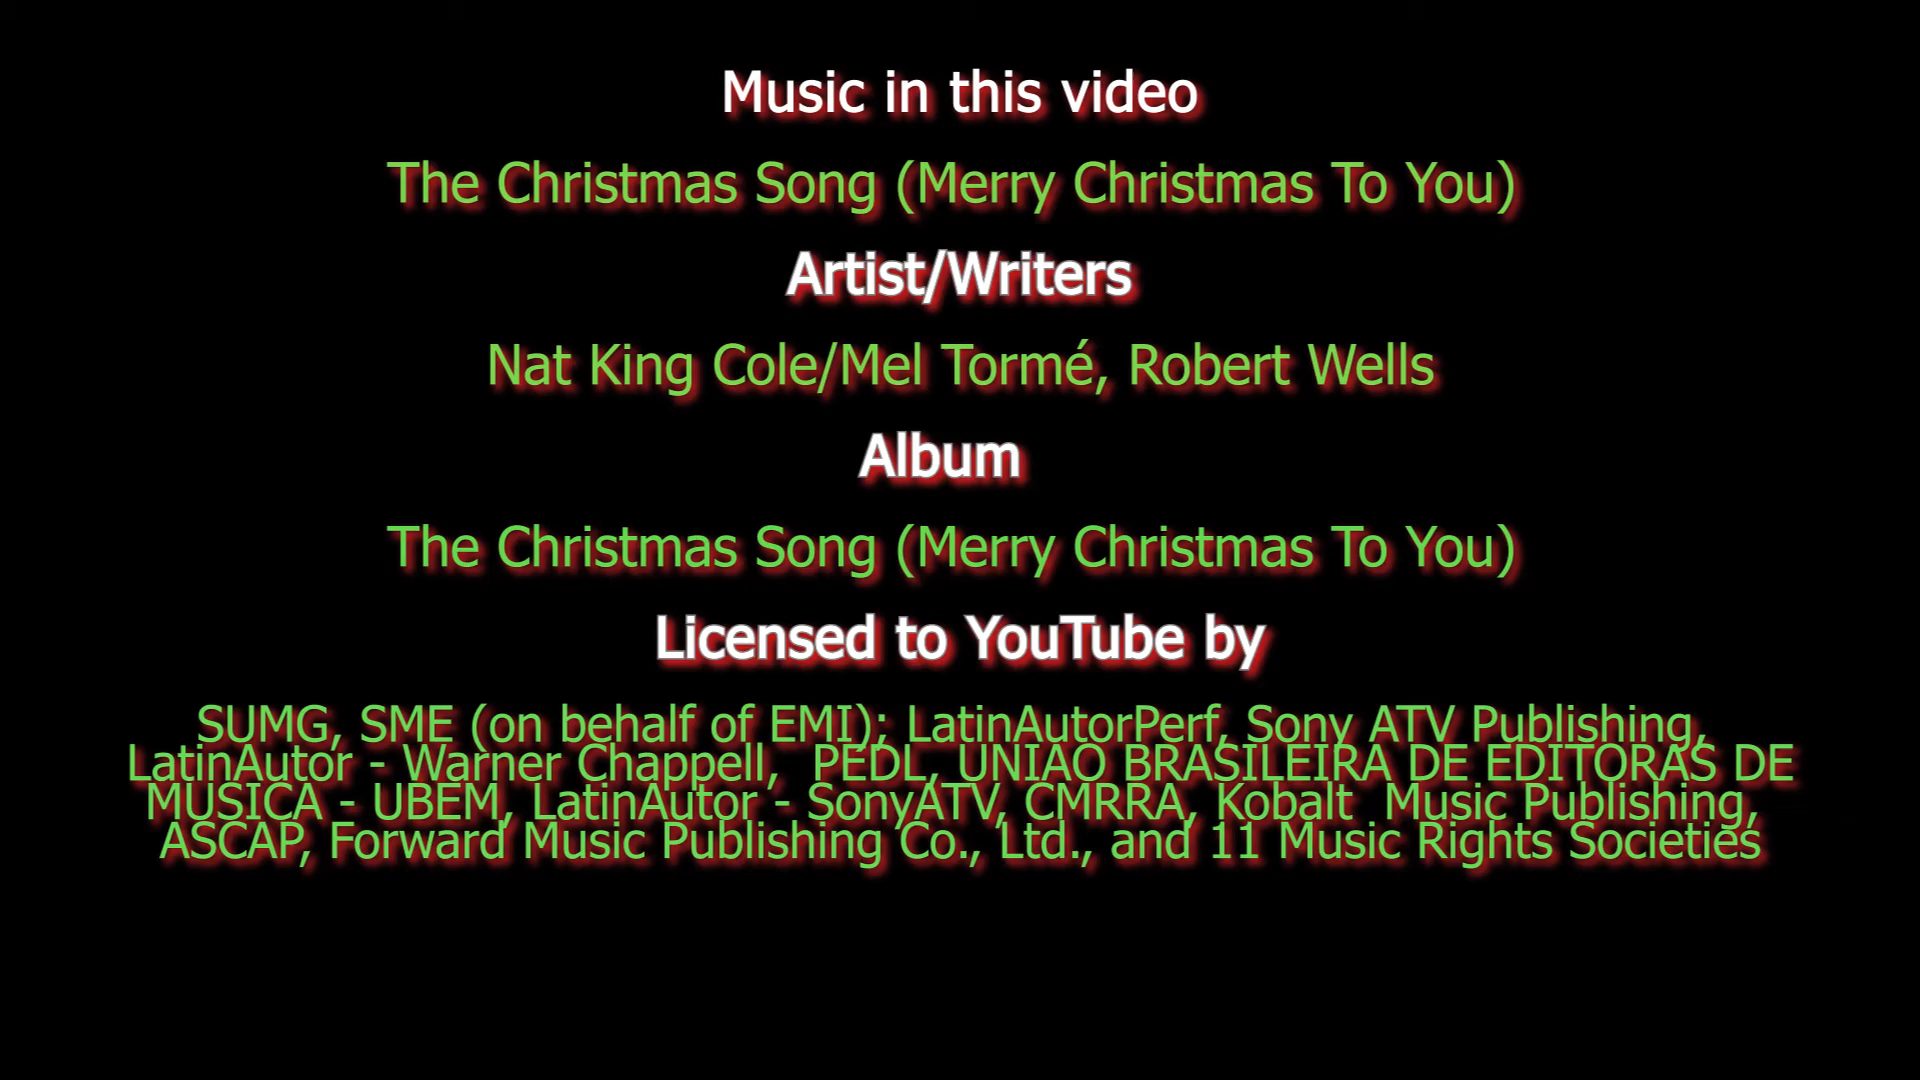 Music in this video
The Christmas Song (Merry Christmas To You)
Artist/Writers
Nat King Cole/Mel Tormé, Robert Wells
Album
The Christmas Song (Merry Christmas To You)
Licensed to YouTube by
SUMG, SME (on behalf of EMI); LatinAutorPerf, Sony ATV Publishing,
LatinAutor - Warner Chappell, PEDL, UNIAO BRASILEIRA DE EDITORAS DE
MUSICA - UBEM, LatinAutor - SonyATV, CMRRA, Kobalt Music Publishing,
ASCAP, Forward Music Publishing Co., Ltd., and 11 Music Rights Societies